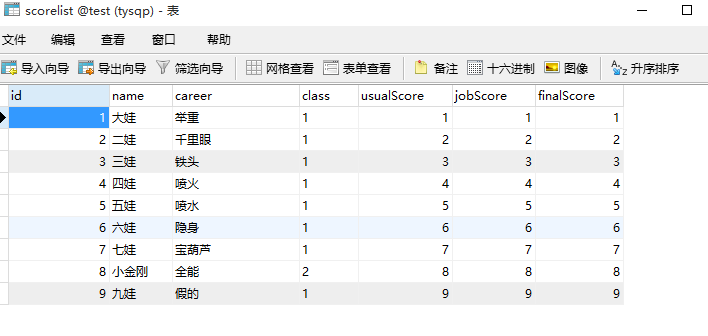 scorelist @test (tysqp) - 表
文件 编辑 查看 窗口 帮助
导入向导 导出向导 筛选向导 网格查看 表单查看 备注 十六进制 图像 升序排序
id name career class usualScore jobScore finalScore
1 大娃 举重 1 1 1 1
2 二娃 千里眼 1 2 2 2
3 三娃 铁头 1 3 3 3
4 四娃 喷火 1 4 4 4
5 五娃 喷水 1 5 5 5
6 六娃 隐身 1 6 6 6
7 七娃 宝葫芦 1 7 7 7
8 小金刚 全能 2 8 8 8
9 九娃 假的 1 9 9 9